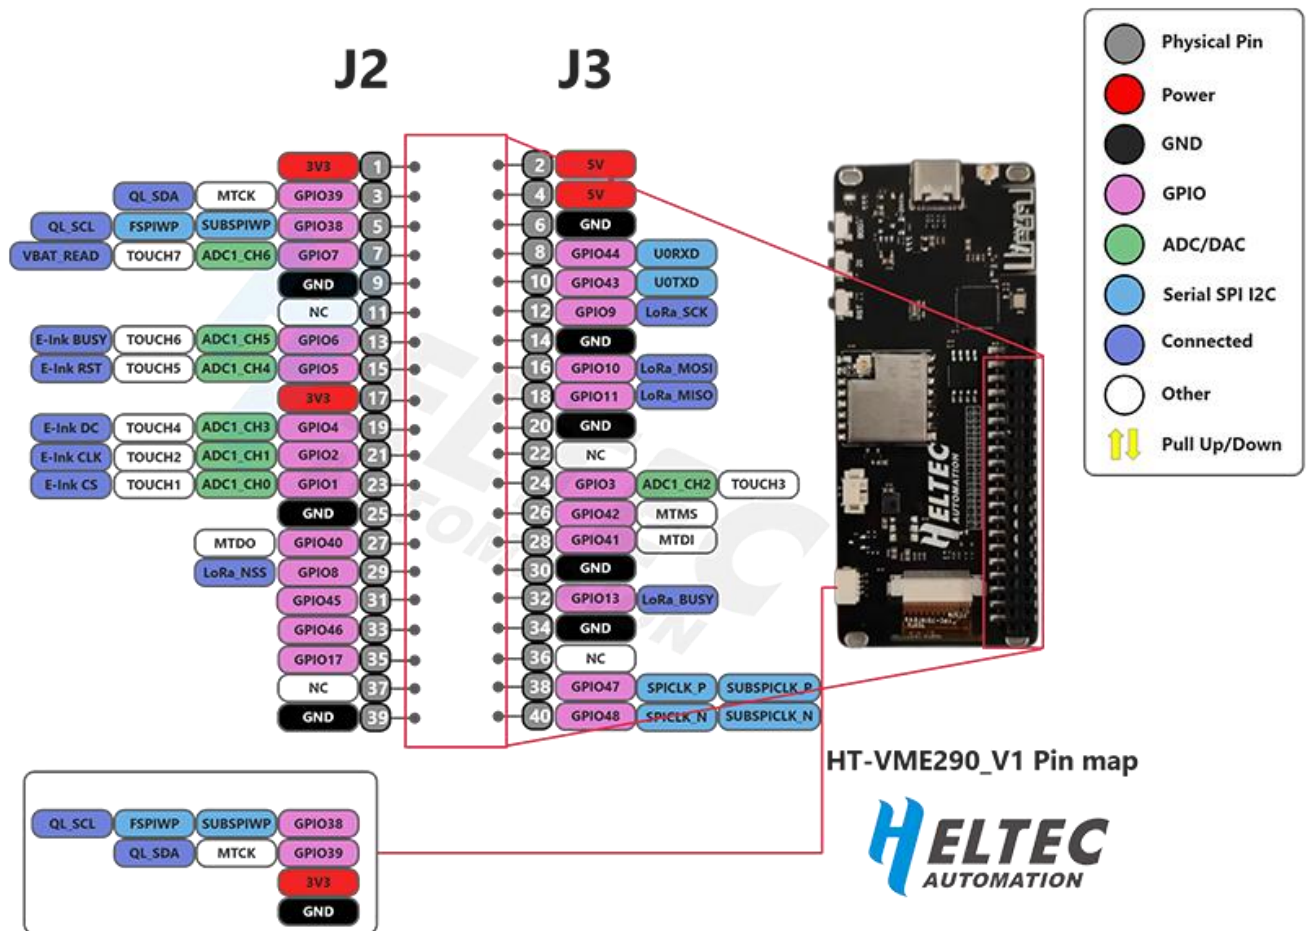 J2 J3
3V3 1 2 5V
QL_SDA MTCK GPIO39 3 4 5V
QL_SCL FSPIWP SUBSPIWP GPIO38 5 6 GND
VBAT_READ TOUCH7 ADC1_CH6 GPIO7 7 8 GPIO44 U0RXD
GND 9 10 GPIO43 U0TXD
NC 11 12 GPIO9 LoRa_SCK
E-Ink BUSY TOUCH6 ADC1_CH5 GPIO6 13 14 GND
E-Ink RST TOUCH5 ADC1_CH4 GPIO5 15 16 GPIO10 LoRa_MOSI
3V3 17 18 GPIO11 LoRa_MISO
E-Ink DC TOUCH4 ADC1_CH3 GPIO4 19 20 GND
E-Ink CLK TOUCH2 ADC1_CH1 GPIO2 21 22 NC
E-Ink CS TOUCH1 ADC1_CH0 GPIO1 23 24 GPIO3 ADC1_CH2 TOUCH3
GND 25 26 GPIO42 MTMS
MTDO GPIO40 27 28 GPIO41 MTDI
LoRa_NSS GPIO8 29 30 GND
GPIO45 31 32 GPIO13 LoRa_BUSY
GPIO46 33 34 GND
GPIO17 35 36 NC
NC 37 38 GPIO47 SPICLK_P SUBSPICLK_P
GND 39 40 GPIO48 SPICLK_N SUBSPICLK_N
QL_SCL FSPIWP SUBSPIWP GPIO38
QL_SDA MTCK GPIO39
3V3
GND
Physical Pin
Power
GND
GPIO
ADC/DAC
Serial SPI I2C
Connected
Other
Pull Up/Down
RST
HELTEC
AUTOMATION
HT-VME290_V1 Pin map
HELTEC
AUTOMATION
HELTEC
AUTOMATION